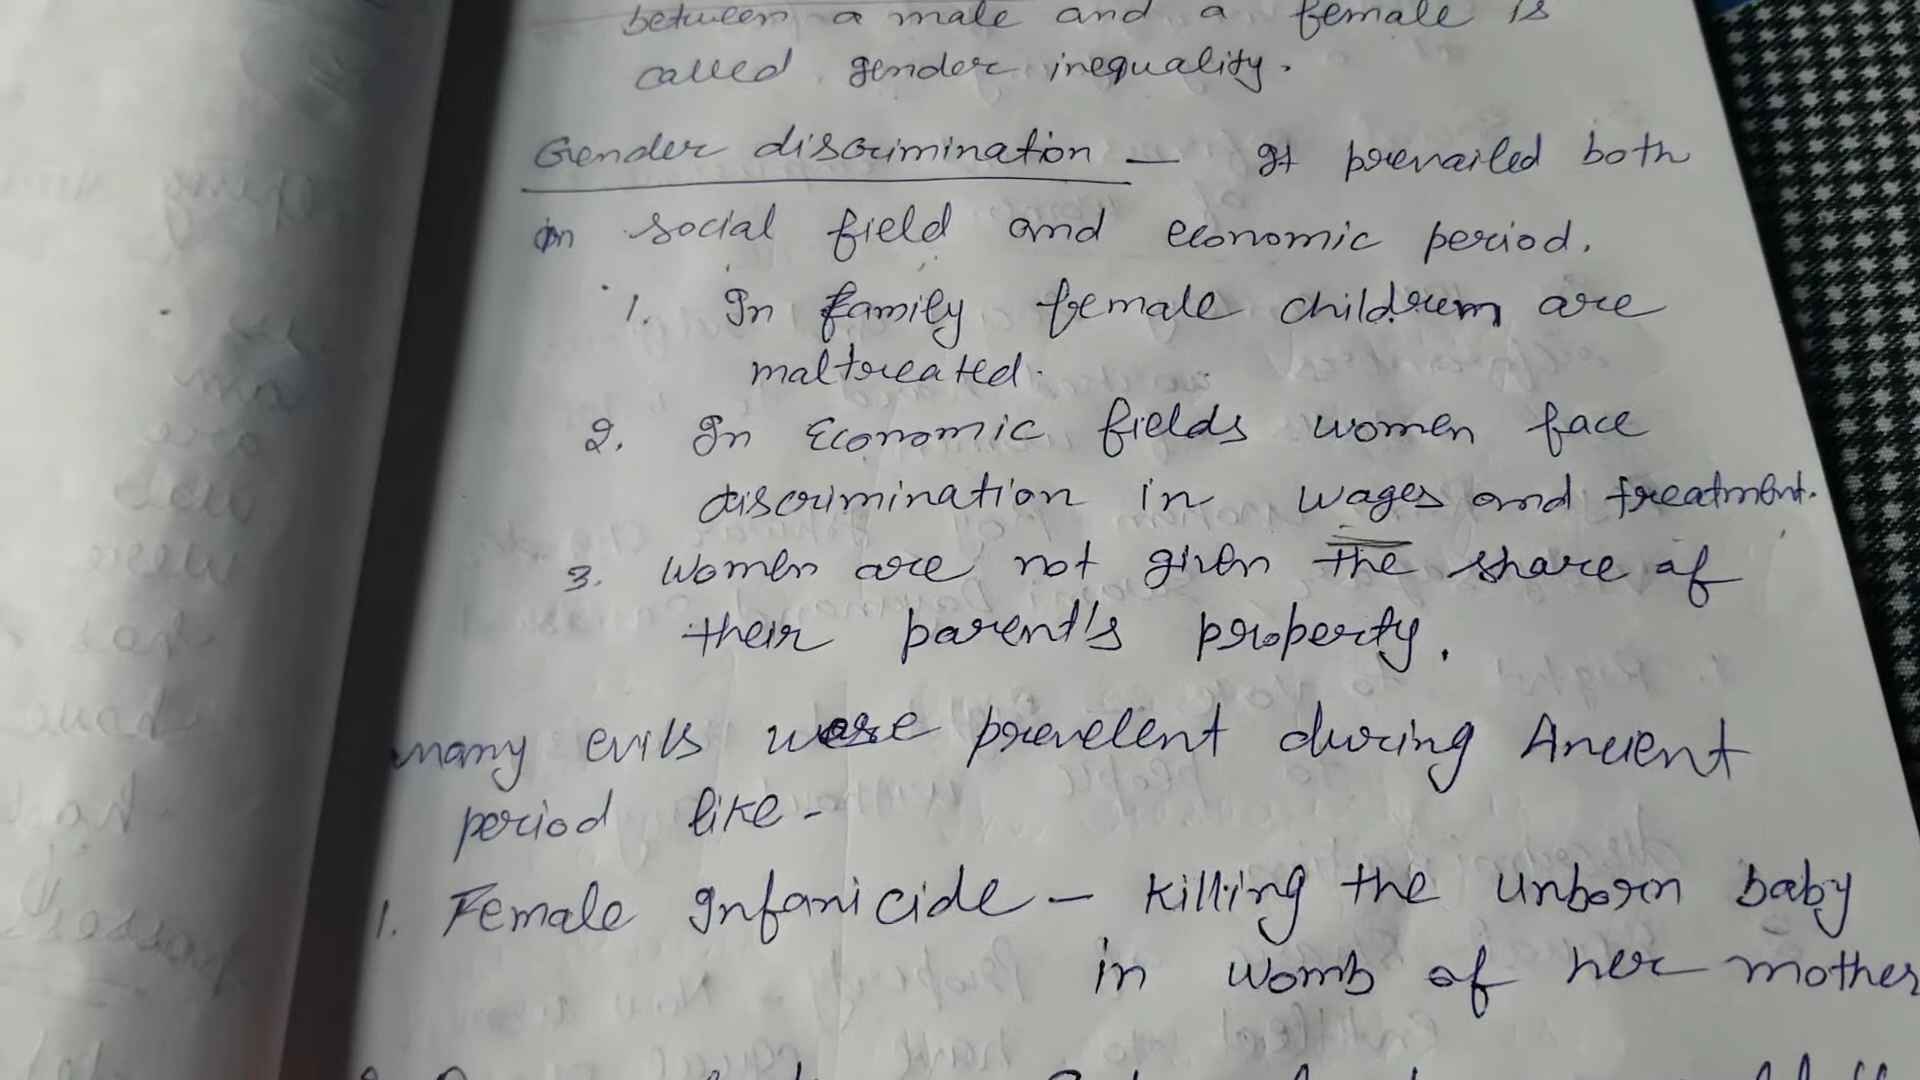 between a male and a female is
called gender inequality.
Gender discrimination — It prevailed both
in social field and economic period.
1. In family female children are
maltreated.
2. In Economic fields women face
discrimination in wages and treatment.
3. Women are not given the share of
their parent's property.
many evils were prevelent during Ancient
period like -
1. Female Infanicide - killing the unborn baby
in womb of her mother